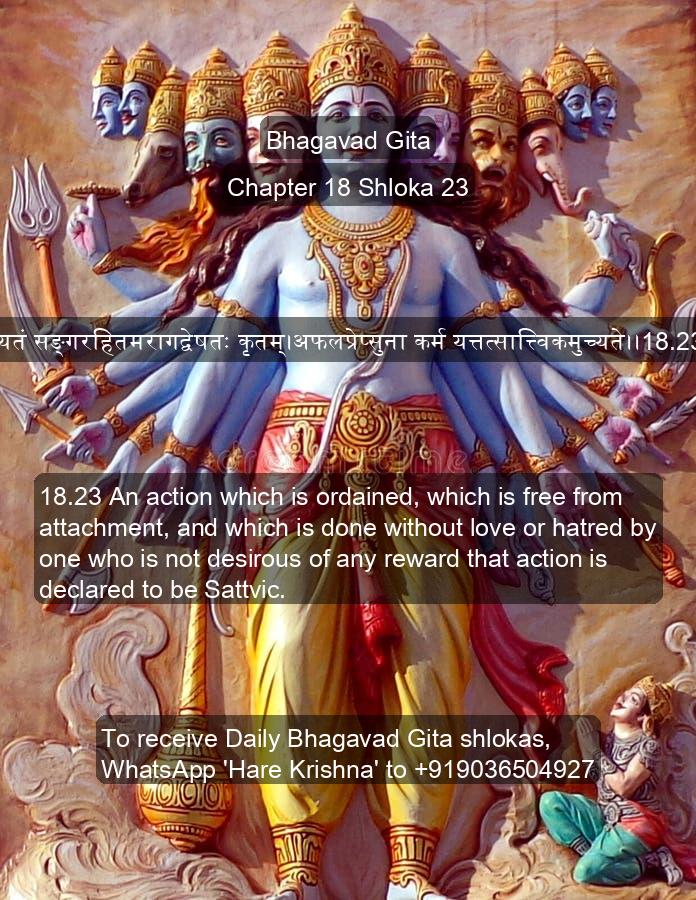 Bhagavad Gita
Chapter 18 Shloka 23
यतं सङ्गरहितमरागद्वेषतः कृतम्।अफलप्रेप्सुना कर्म यत्तत्सात्त्विकमुच्यते।।18.23
18.23 An action which is ordained, which is free from
attachment, and which is done without love or hatred by
one who is not desirous of any reward that action is
declared to be Sattvic.
To receive Daily Bhagavad Gita shlokas,
WhatsApp 'Hare Krishna' to +919036504927